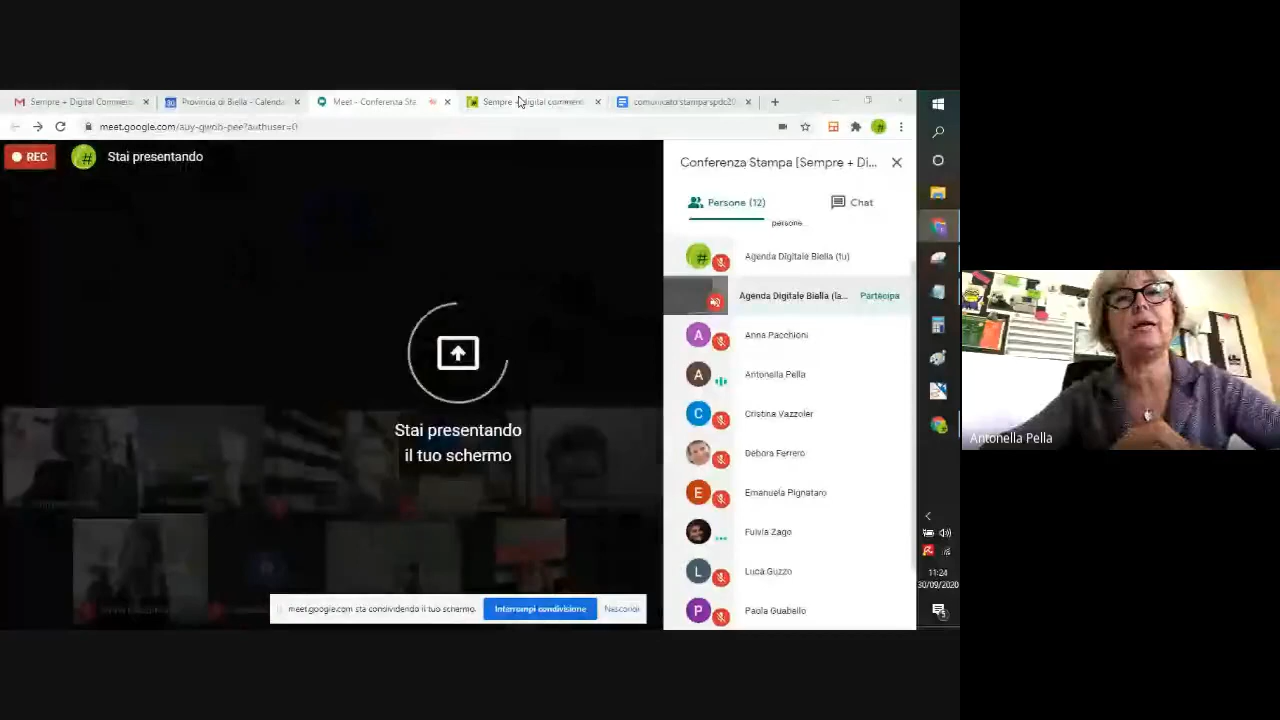 Sempre + Digital Comme
Provincia di Biella - Calenda
Meet - Conferenza Sta
Sempre + digital comme
comunicato stampa spdc20
meet.google.com/auy-gwob-pee?authuser=0
REC
Stai presentando
Conferenza Stampa [Sempre + Di...
Persone (12)
Chat
persone.
Agenda Digitale Biella (tu)
Agenda Digitale Biella (la...
Partecipa
A
Anna Pacchioni
A
Antonella Pella
C
Cristina Vazzoler
Debora Ferrero
E
Emanuela Pignataro
Fulvia Zago
L
Luca Guzzo
P
Paola Guabello
Stai presentando
il tuo schermo
meet.google.com sta condividendo il tuo schermo.
Interrompi condivisione
Nascondi
11:24
30/09/2020
Antonella Pella